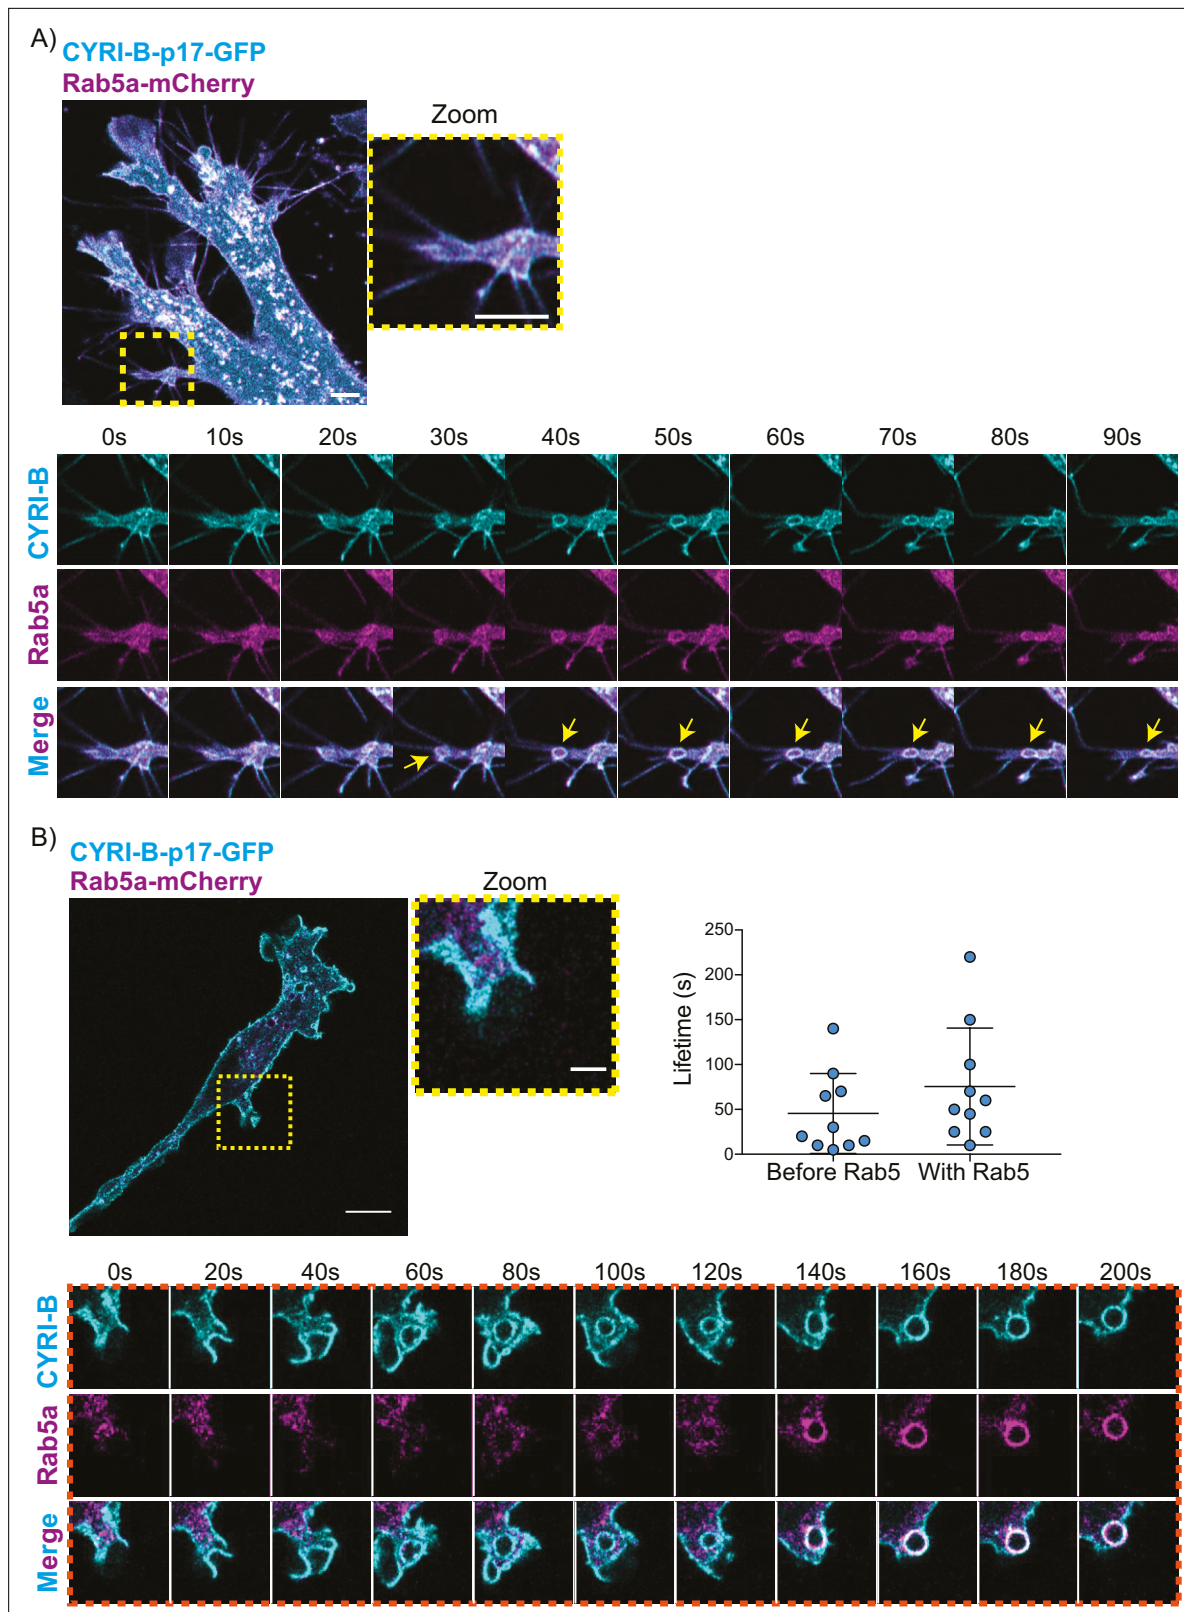 A)
CYRI-B-p17-GFP
Rab5a-mCherry
Zoom
0s 10s 20s 30s 40s 50s 60s 70s 80s 90s
CYRI-B
Rab5a
Merge
B)
CYRI-B-p17-GFP
Rab5a-mCherry
Zoom
250
200
150
100
50
0
Lifetime (s)
Before Rab5 With Rab5
0s 20s 40s 60s 80s 100s 120s 140s 160s 180s 200s
CYRI-B
Rab5a
Merge